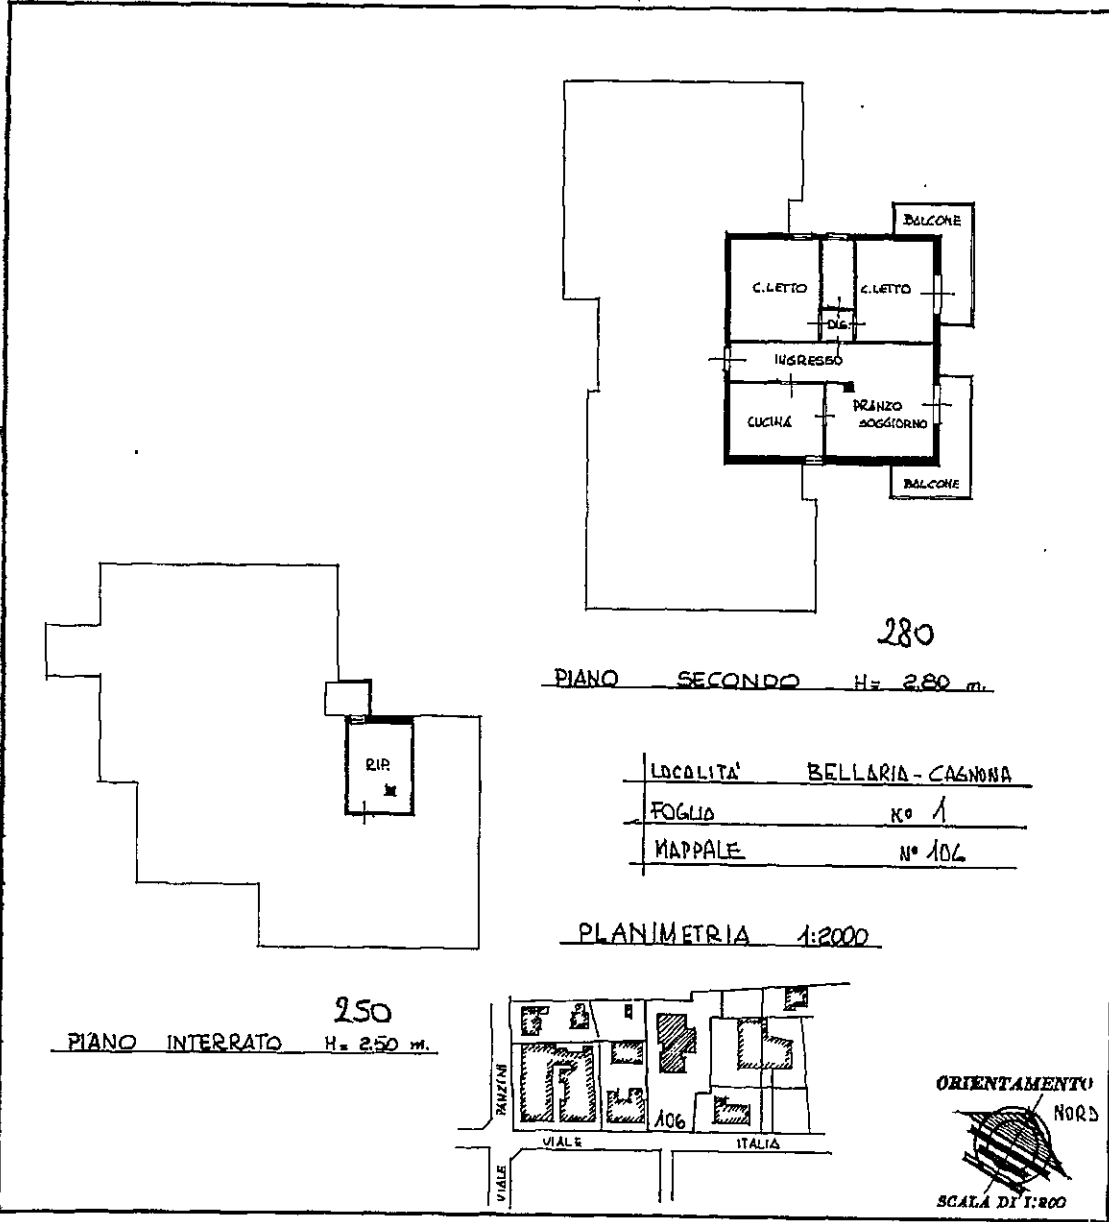 BALCONE
C.LETTO
C.LETTO
DIS.
INGRESSO
CUCINA
PRANZO
SOGGIORNO
BALCONE
280
PIANO SECONDO H= 2.80 m.
RIP.
LOCALITA' BELLARIA - CAGNONA
FOGLIO N° 1
MAPPALE N° 106
PLANIMETRIA 1:2000
250
PIANO INTERRATO H= 2.50 m.
PANZINI
VIALE
106
VIALE ITALIA
ORIENTAMENTO
NORD
SCALA DI 1:200